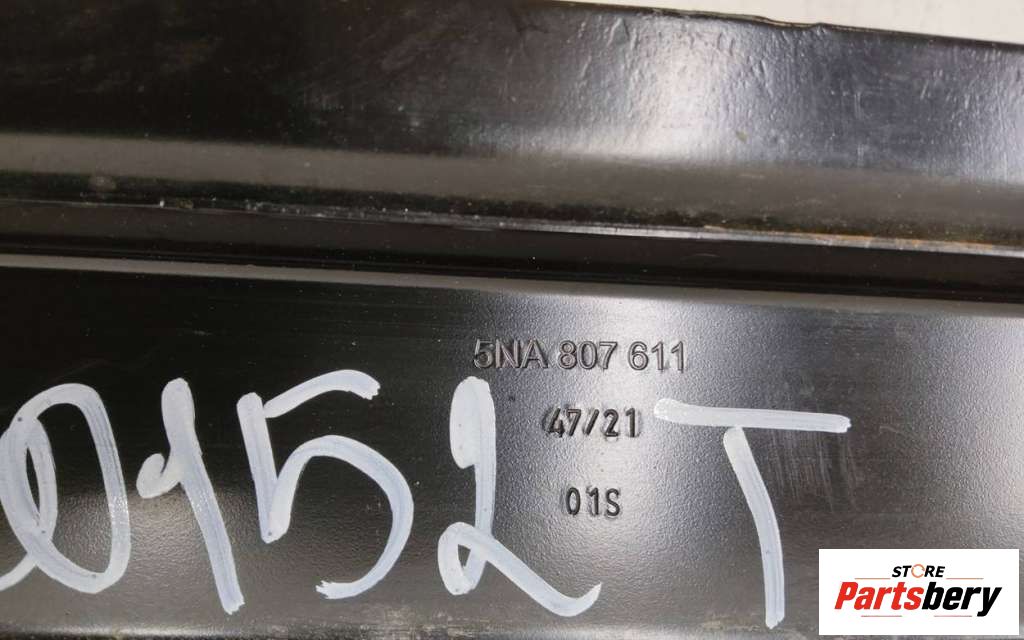 5NA 807 611
47/21
01S
0152 T
STORE
Partsbery